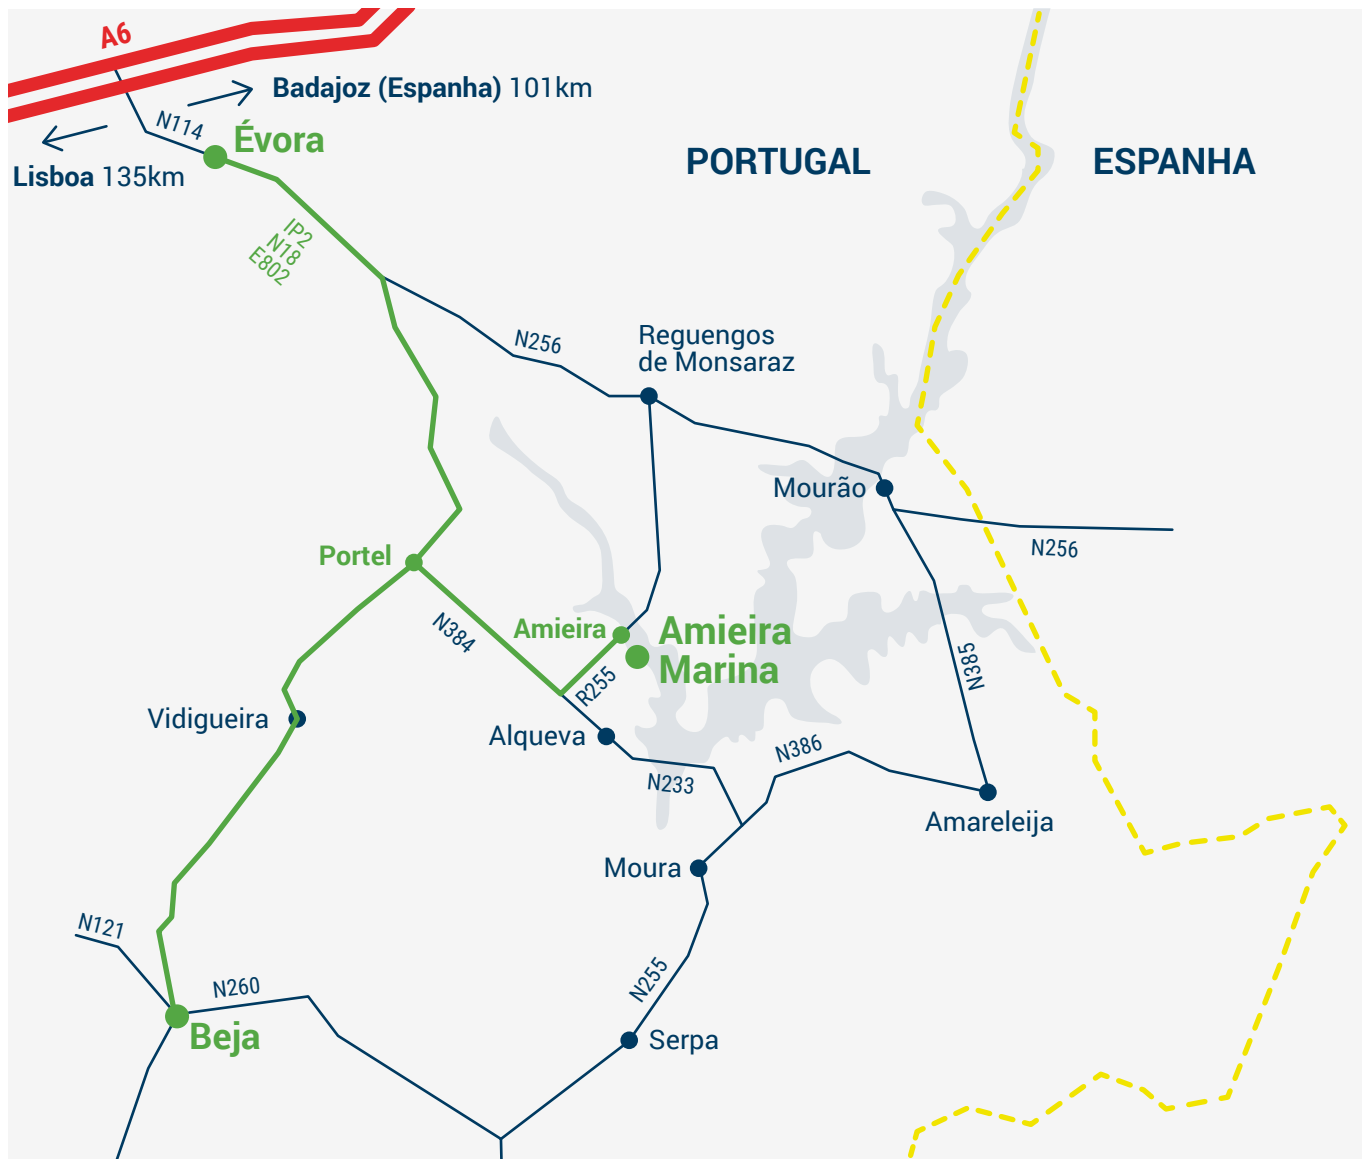 A6
Badajoz (Espanha) 101km
N114
Évora
Lisboa 135km
PORTUGAL
ESPANHA
IP2
N18
E802
N256
Reguengos
de Monsaraz
Mourão
N256
Portel
N384
Amieira
Amieira
Marina
R255
N385
Vidigueira
Alqueva
N386
N233
Amareleija
Moura
N121
N260
N255
Beja
Serpa